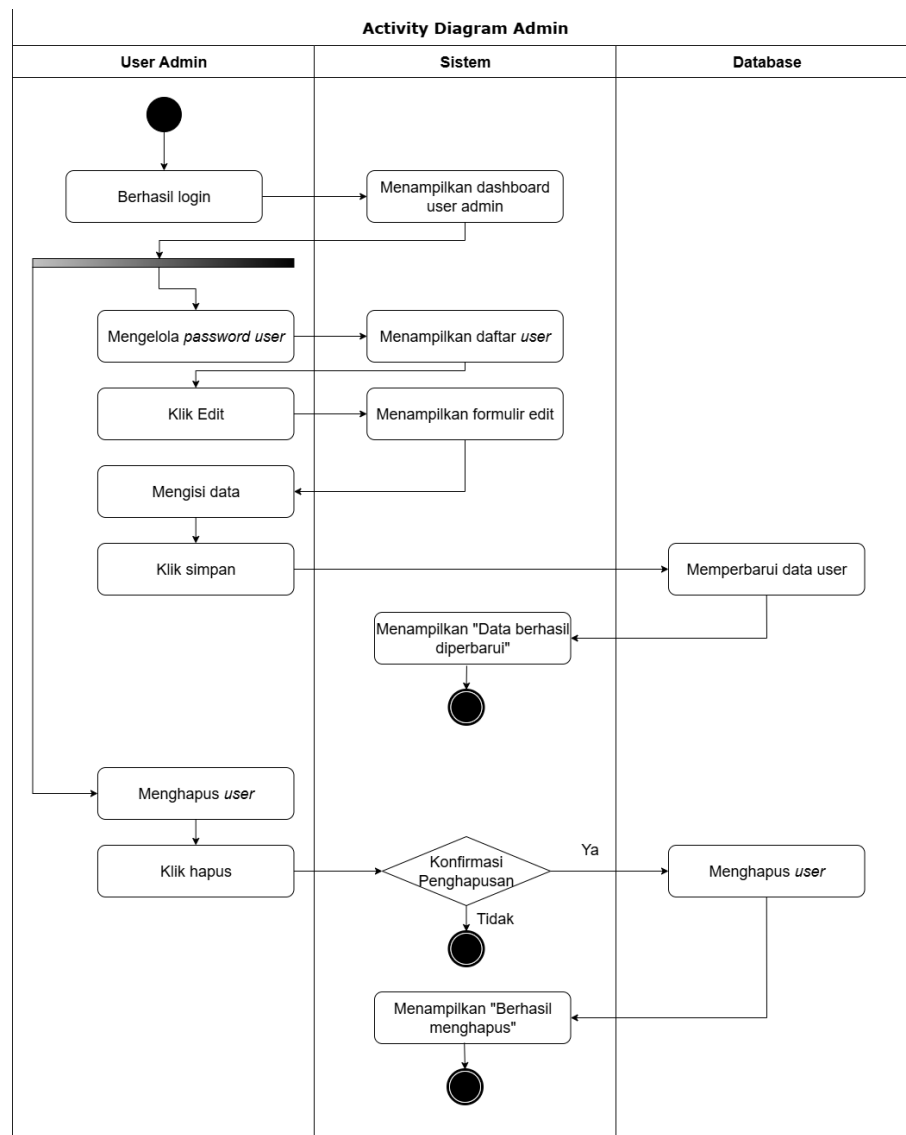 Activity Diagram Admin
User Admin
Sistem
Database
Berhasil login
Menampilkan dashboard
user admin
Mengelola password user
Menampilkan daftar user
Klik Edit
Menampilkan formulir edit
Mengisi data
Klik simpan
Memperbarui data user
Menampilkan "Data berhasil
diperbarui"
Menghapus user
Klik hapus
Konfirmasi
Penghapusan
Ya
Menghapus user
Tidak
Menampilkan "Berhasil
menghapus"